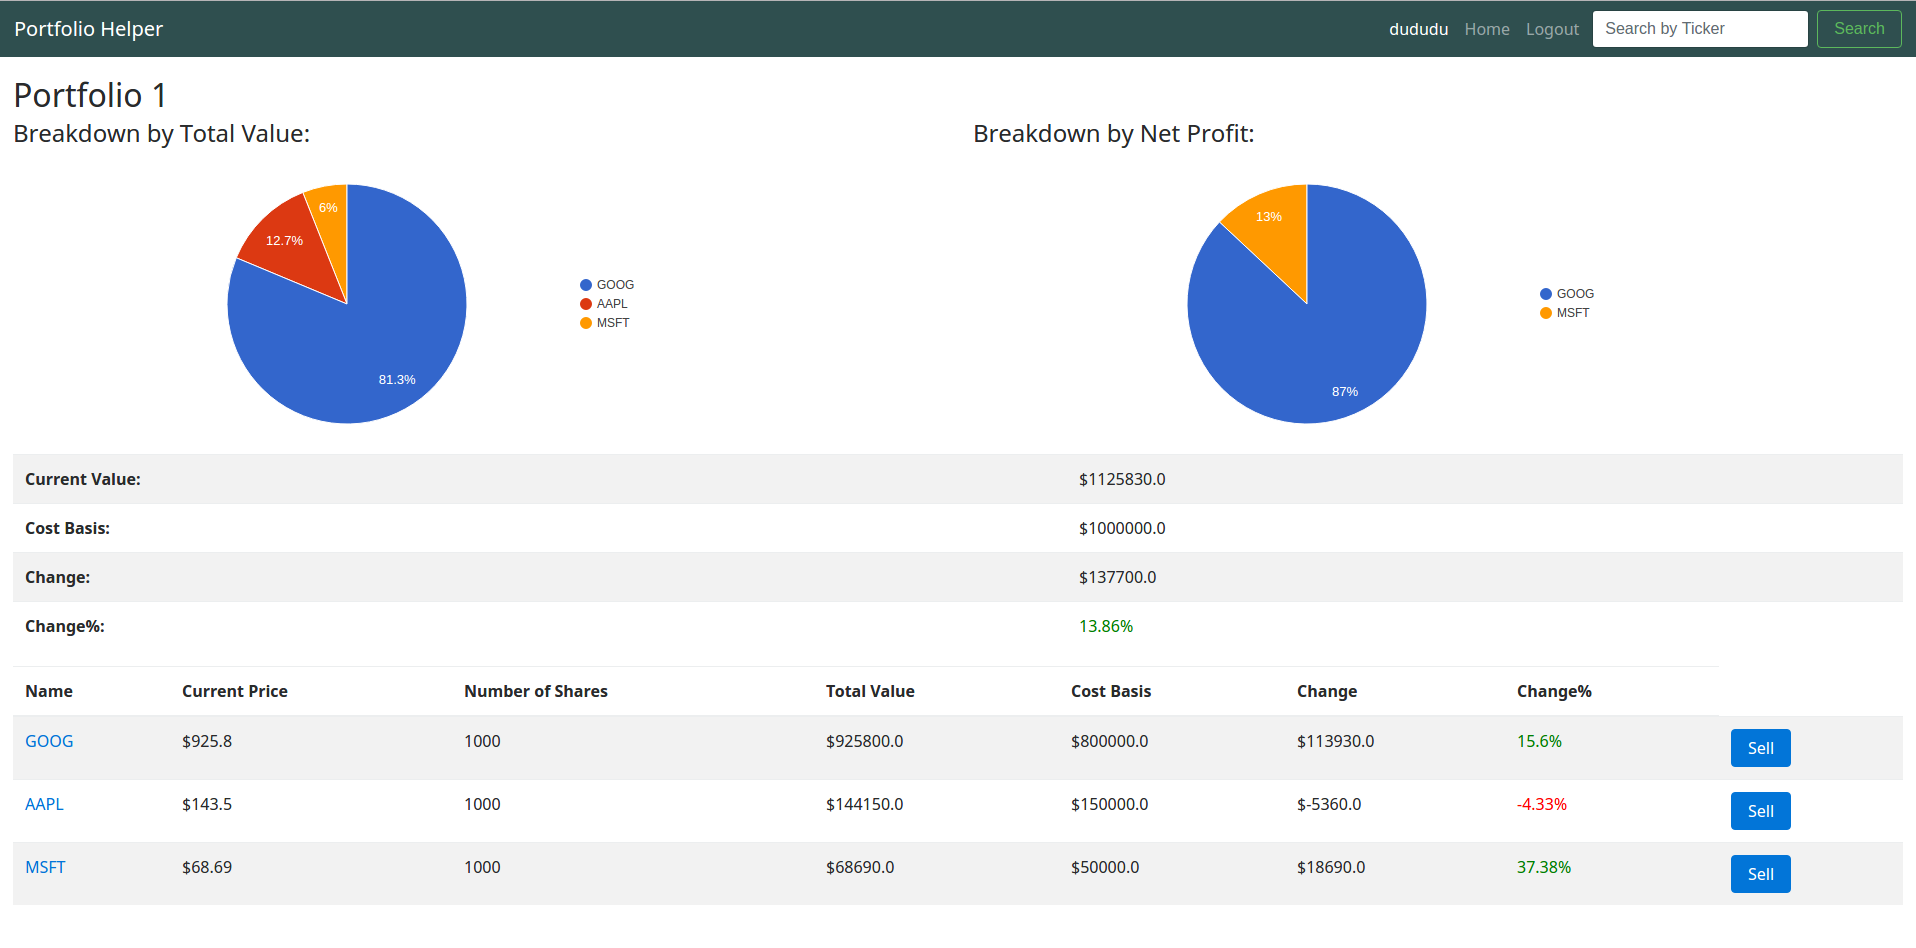 Portfolio Helper dududu Home Logout Search by Ticker Search
Portfolio 1
Breakdown by Total Value:
6%
12.7%
81.3%
GOOG
AAPL
MSFT
Breakdown by Net Profit:
13%
87%
GOOG
MSFT
Current Value: $1125830.0
Cost Basis: $1000000.0
Change: $137700.0
Change%: 13.86%
Name Current Price Number of Shares Total Value Cost Basis Change Change%
GOOG $925.8 1000 $925800.0 $800000.0 $113930.0 15.6% Sell
AAPL $143.5 1000 $144150.0 $150000.0 $-5360.0 -4.33% Sell
MSFT $68.69 1000 $68690.0 $50000.0 $18690.0 37.38% Sell